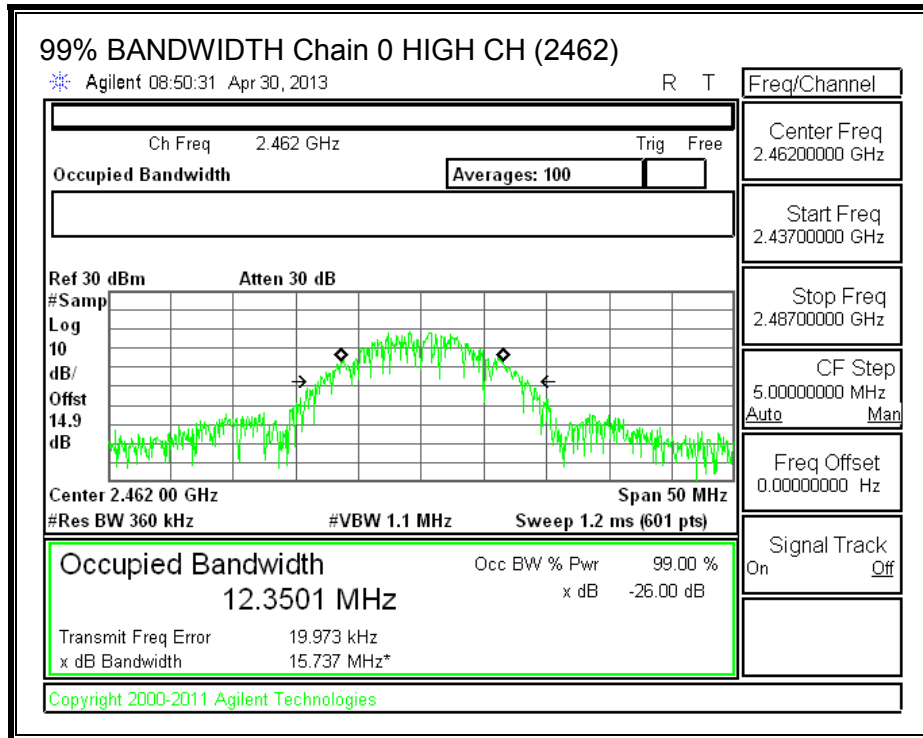 99% BANDWIDTH Chain 0 HIGH CH (2462)
Agilent 08:50:31 Apr 30, 2013 R T
Ch Freq 2.462 GHz Trig Free
Occupied Bandwidth Averages: 100
Ref 30 dBm Atten 30 dB
#Samp
Log
10
dB/
Offst
14.9
dB
Center 2.462 00 GHz Span 50 MHz
#Res BW 360 kHz #VBW 1.1 MHz Sweep 1.2 ms (601 pts)
Occupied Bandwidth Occ BW % Pwr 99.00 %
12.3501 MHz x dB -26.00 dB
Transmit Freq Error 19.973 kHz
x dB Bandwidth 15.737 MHz*
Copyright 2000-2011 Agilent Technologies
Freq/Channel
Center Freq
2.46200000 GHz
Start Freq
2.43700000 GHz
Stop Freq
2.48700000 GHz
CF Step
5.00000000 MHz
Auto Man
Freq Offset
0.00000000 Hz
Signal Track
On Off